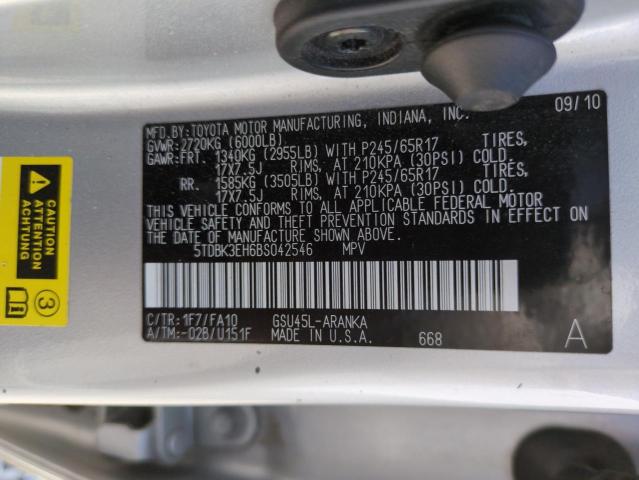 09/10
MFD.BY:TOYOTA MOTOR MANUFACTURING, INDIANA, INC.
GVWR:2720KG (6000LB)
GAWR:FRT. 1340KG (2955LB) WITH P245/65R17 TIRES,
17X7.5J RIMS, AT 210KPA (30PSI) COLD.
RR. 1585KG (3505LB) WITH P245/65R17 TIRES,
17X7.5J RIMS, AT 210KPA (30PSI) COLD.
THIS VEHICLE CONFORMS TO ALL APPLICABLE FEDERAL MOTOR
VEHICLE SAFETY AND THEFT PREVENTION STANDARDS IN EFFECT ON
THE DATE OF MANUFACTURE SHOWN ABOVE.
5TDBK3EH6BS042546 MPV
C/TR:1F7/FA10 GSU45L-ARANKA
A/TM:-02B/U151F MADE IN U.S.A. 668 A
CAUTION
ATTENTION
ACHTUNG
3